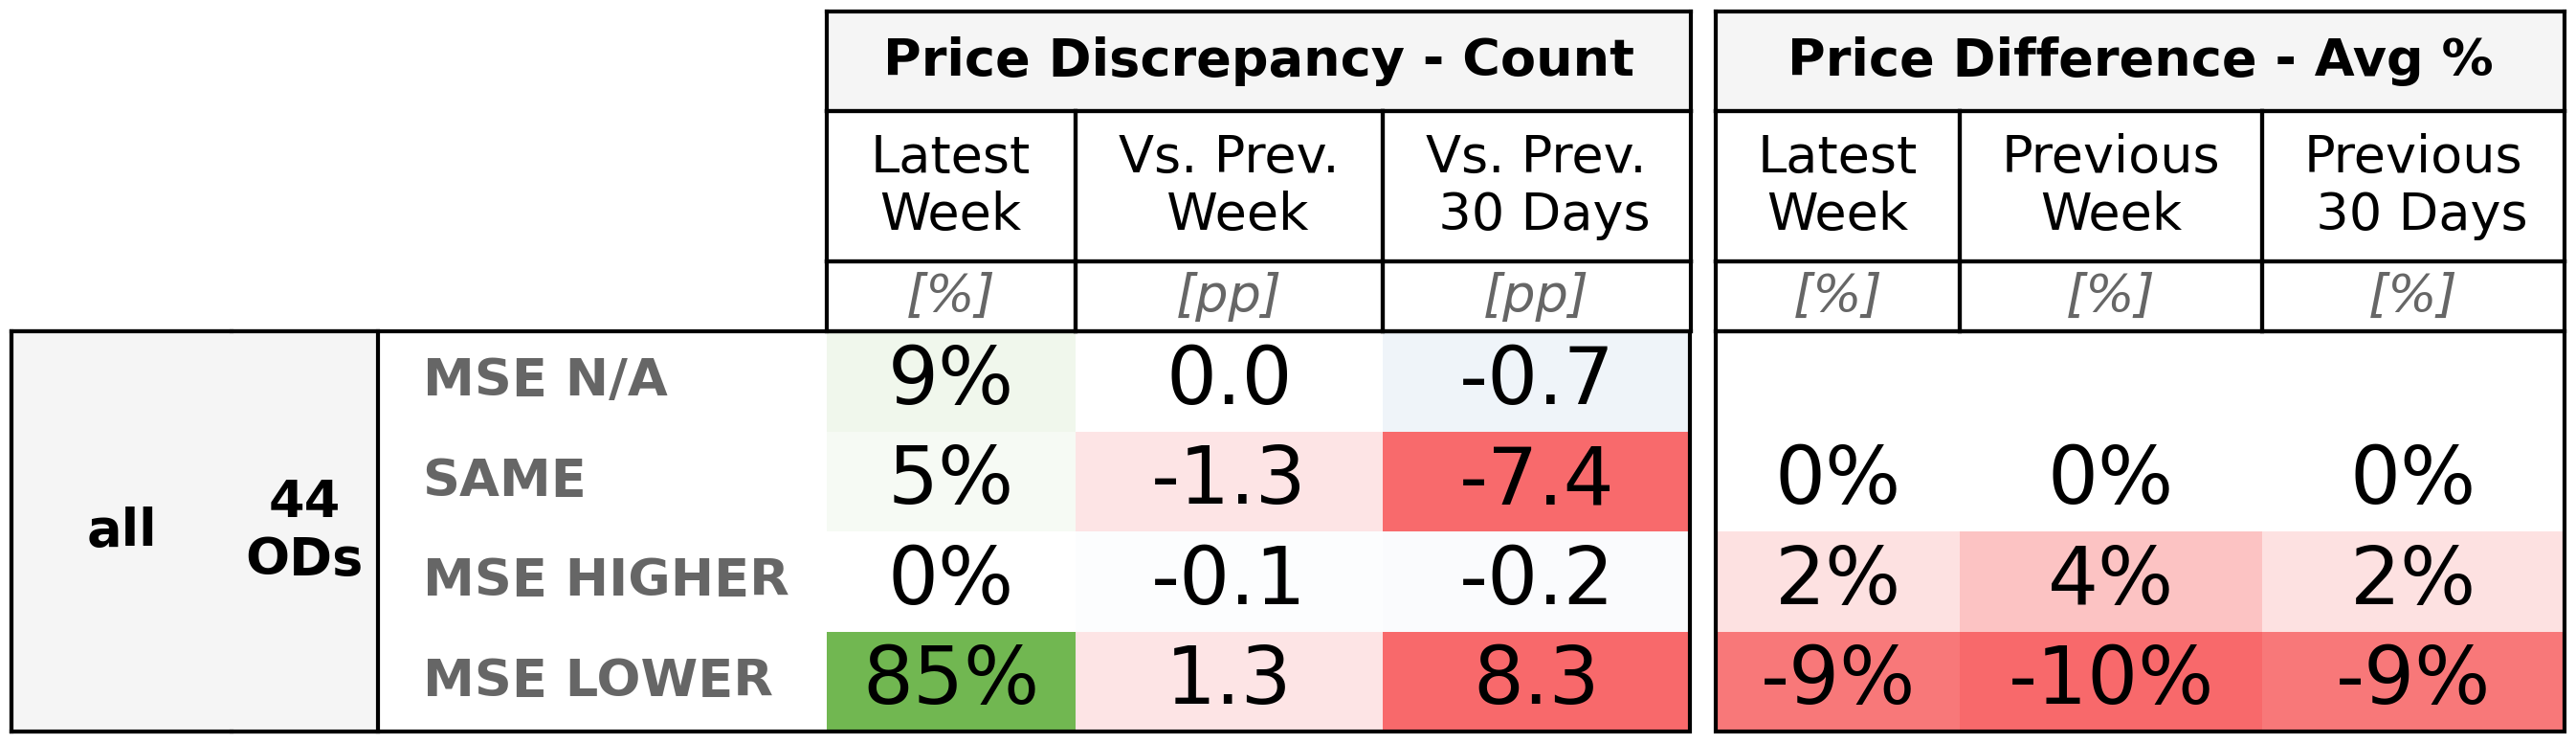 Price Discrepancy - Count Price Difference - Avg %
Latest Week Vs. Prev. Week Vs. Prev. 30 Days Latest Week Previous Week Previous 30 Days
[%] [pp] [pp] [%] [%] [%]
all 44 ODs
MSE N/A 9% 0.0 -0.7
SAME 5% -1.3 -7.4 0% 0% 0%
MSE HIGHER 0% -0.1 -0.2 2% 4% 2%
MSE LOWER 85% 1.3 8.3 -9% -10% -9%